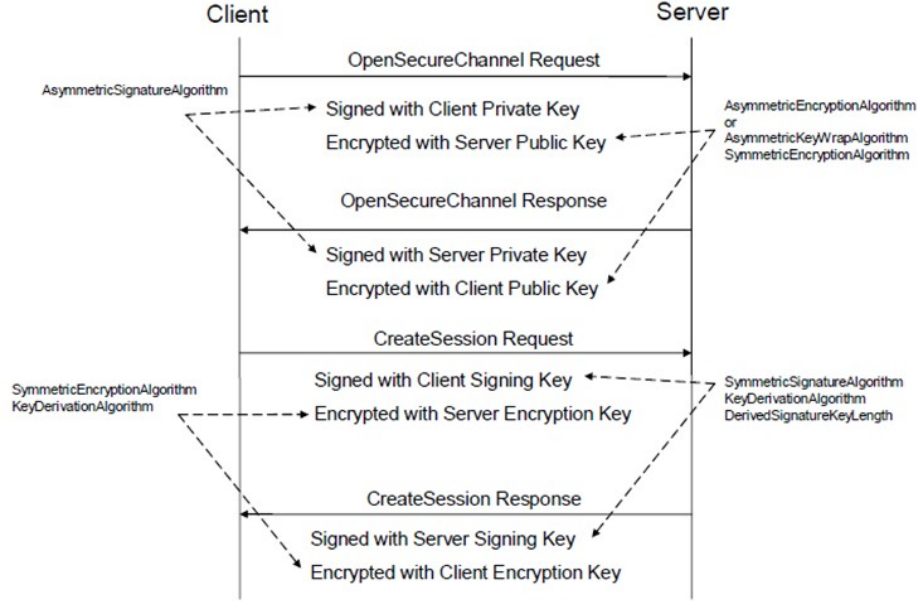 Client
Server
OpenSecureChannel Request
AsymmetricSignatureAlgorithm
Signed with Client Private Key
Encrypted with Server Public Key
AsymmetricEncryptionAlgorithm
or
AsymmetricKeyWrapAlgorithm
SymmetricEncryptionAlgorithm
OpenSecureChannel Response
Signed with Server Private Key
Encrypted with Client Public Key
CreateSession Request
SymmetricEncryptionAlgorithm
KeyDerivationAlgorithm
Signed with Client Signing Key
Encrypted with Server Encryption Key
SymmetricSignatureAlgorithm
KeyDerivationAlgorithm
DerivedSignatureKeyLength
CreateSession Response
Signed with Server Signing Key
Encrypted with Client Encryption Key